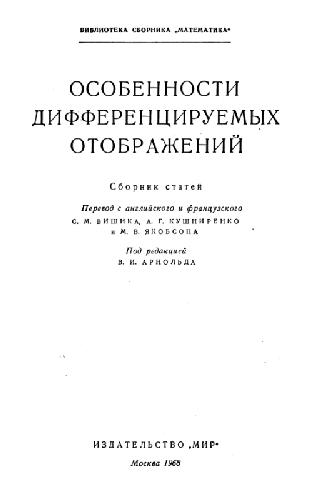 БИБЛИОТЕКА СБОРНИКА „МАТЕМАТИКА“
ОСОБЕННОСТИ
ДИФФЕРЕНЦИРУЕМЫХ
ОТОБРАЖЕНИЙ
Сборник статей
Перевод с английского и французского
С. М. ВИШИКА, А. Г. КУШНИРЕНКО
и М. В. ЯКОБСОНА
Под редакцией
В. И. АРНОЛЬДА
ИЗДАТЕЛЬСТВО „МИР“
Москва 1968